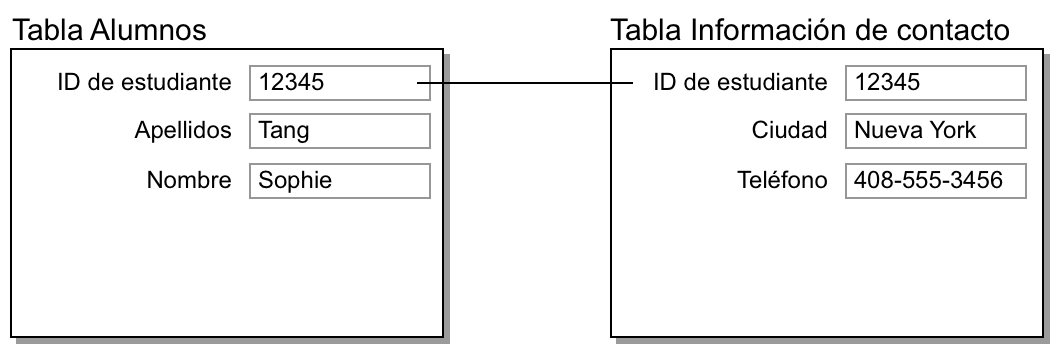 Tabla Alumnos
ID de estudiante 12345
Apellidos Tang
Nombre Sophie
Tabla Información de contacto
ID de estudiante 12345
Ciudad Nueva York
Teléfono 408-555-3456